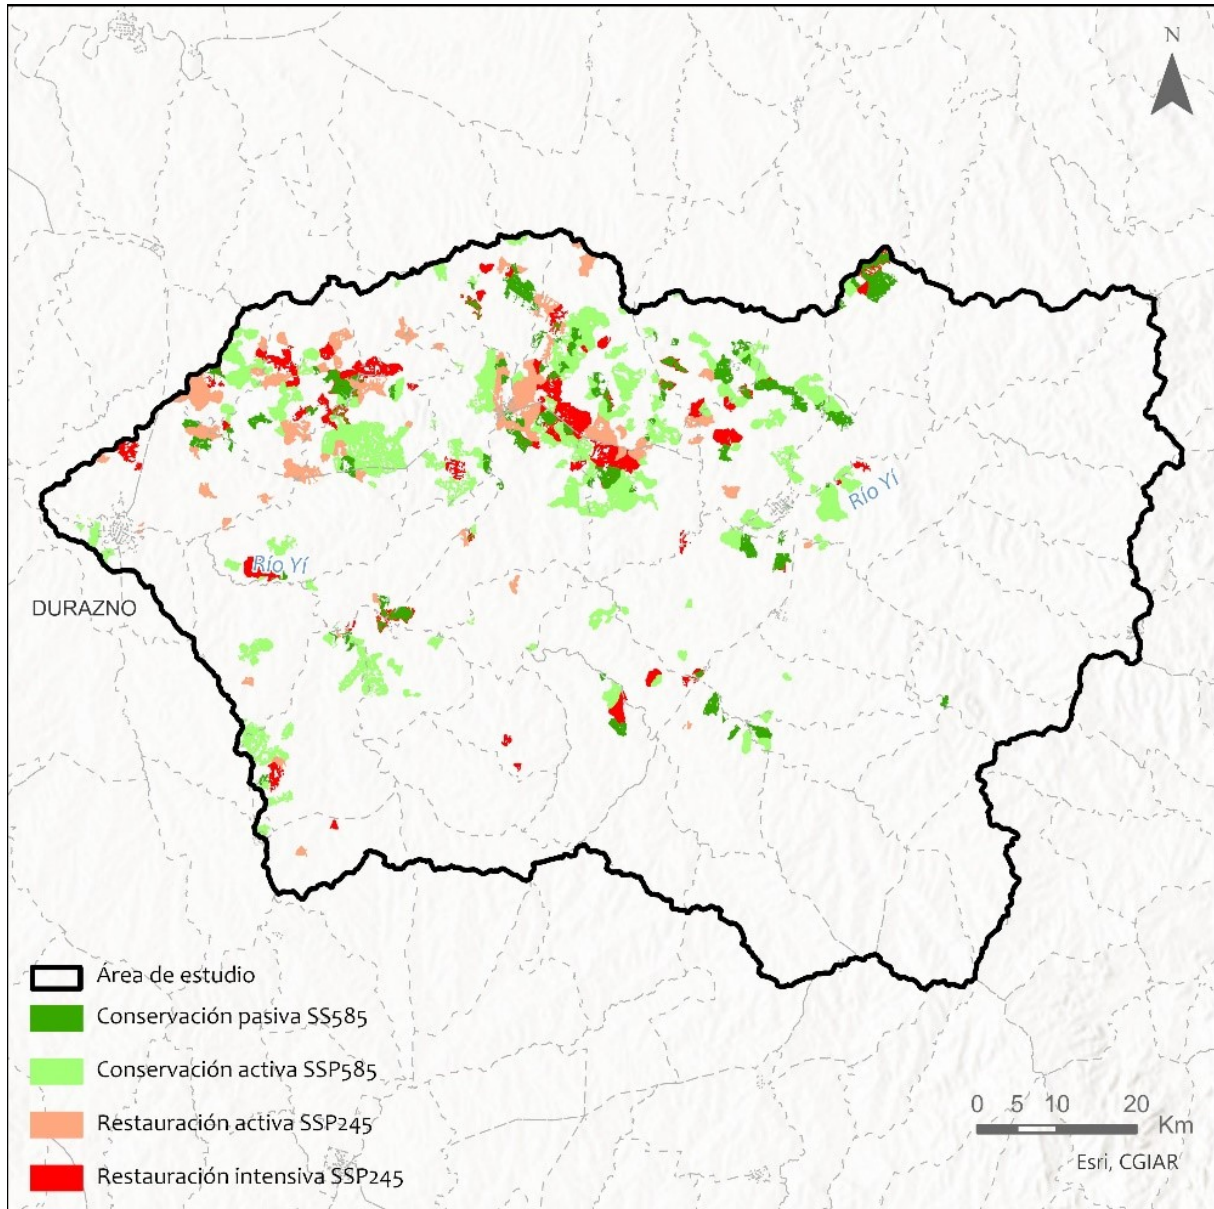 N
Río Yí
Río Yí
DURAZNO
Área de estudio
Conservación pasiva SS585
Conservación activa SSP585
Restauración activa SSP245
Restauración intensiva SSP245
0 5 10 20
Km
Esri, CGIAR